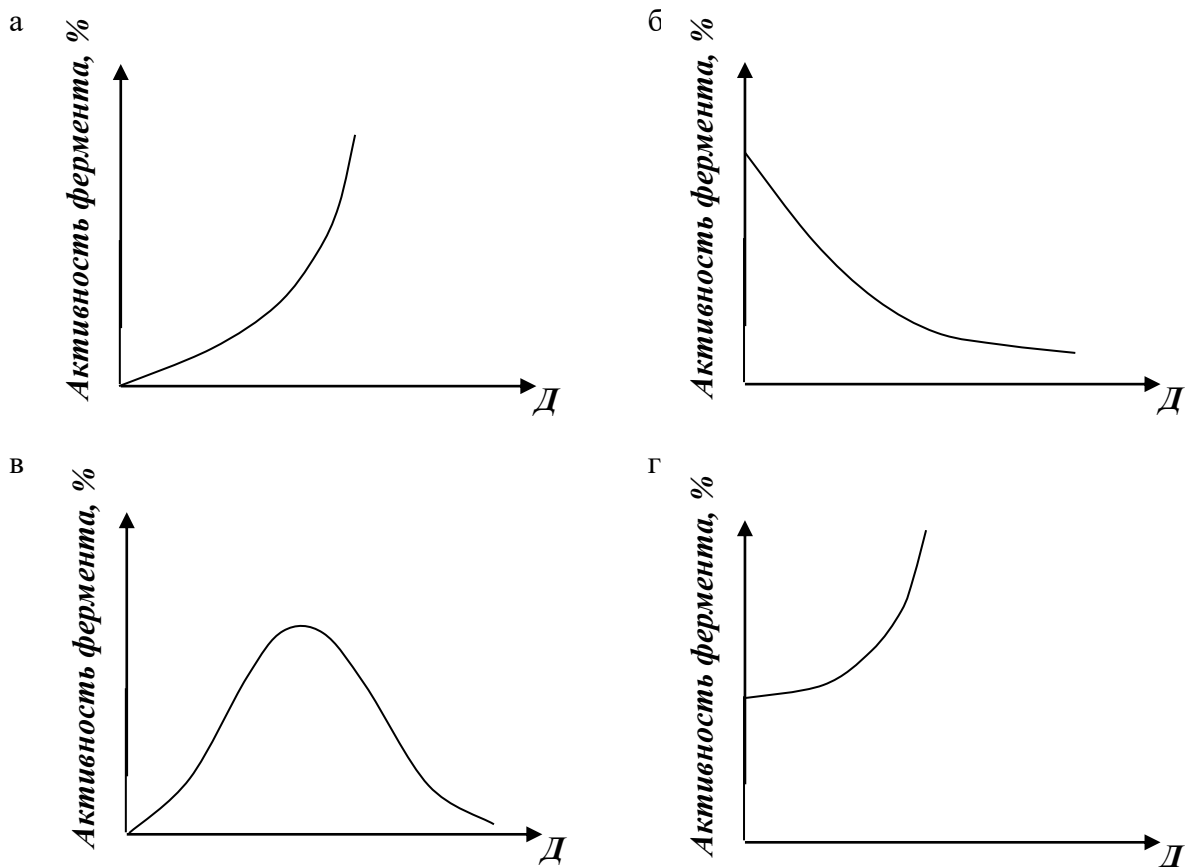 а
Активность фермента, %
Д
б
Активность фермента, %
Д
в
Активность фермента, %
Д
г
Активность фермента, %
Д